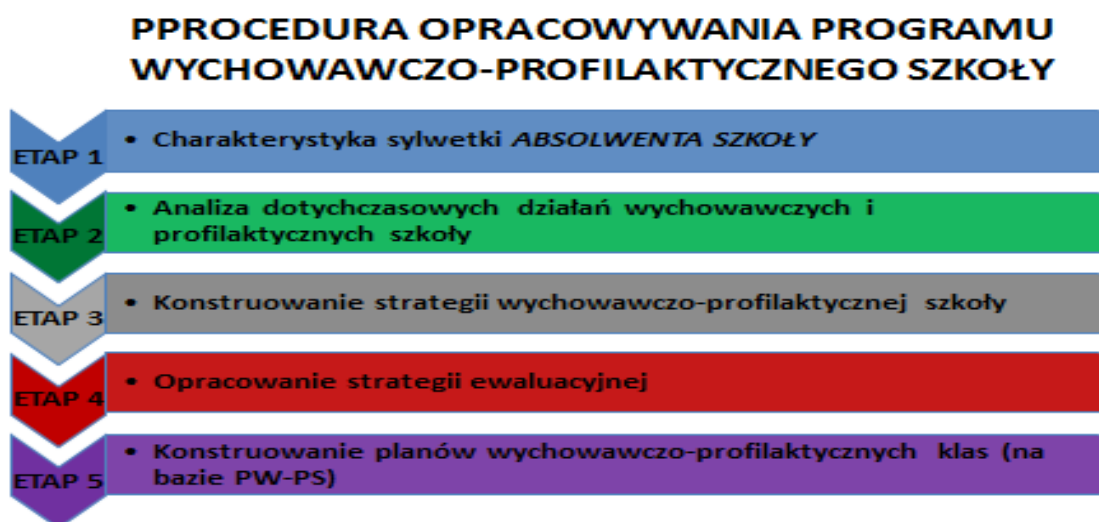 PPROCEDURA OPRACOWYWANIA PROGRAMU
WYCHOWAWCZO-PROFILAKTYCZNEGO SZKOŁY
ETAP 1
• Charakterystyka sylwetki ABSOLWENTA SZKOŁY
ETAP 2
• Analiza dotychczasowych działań wychowawczych i
profilaktycznych szkoły
ETAP 3
• Konstruowanie strategii wychowawczo-profilaktycznej szkoły
ETAP 4
• Opracowanie strategii ewaluacyjnej
ETAP 5
• Konstruowanie planów wychowawczo-profilaktycznych klas (na
bazie PW-PS)